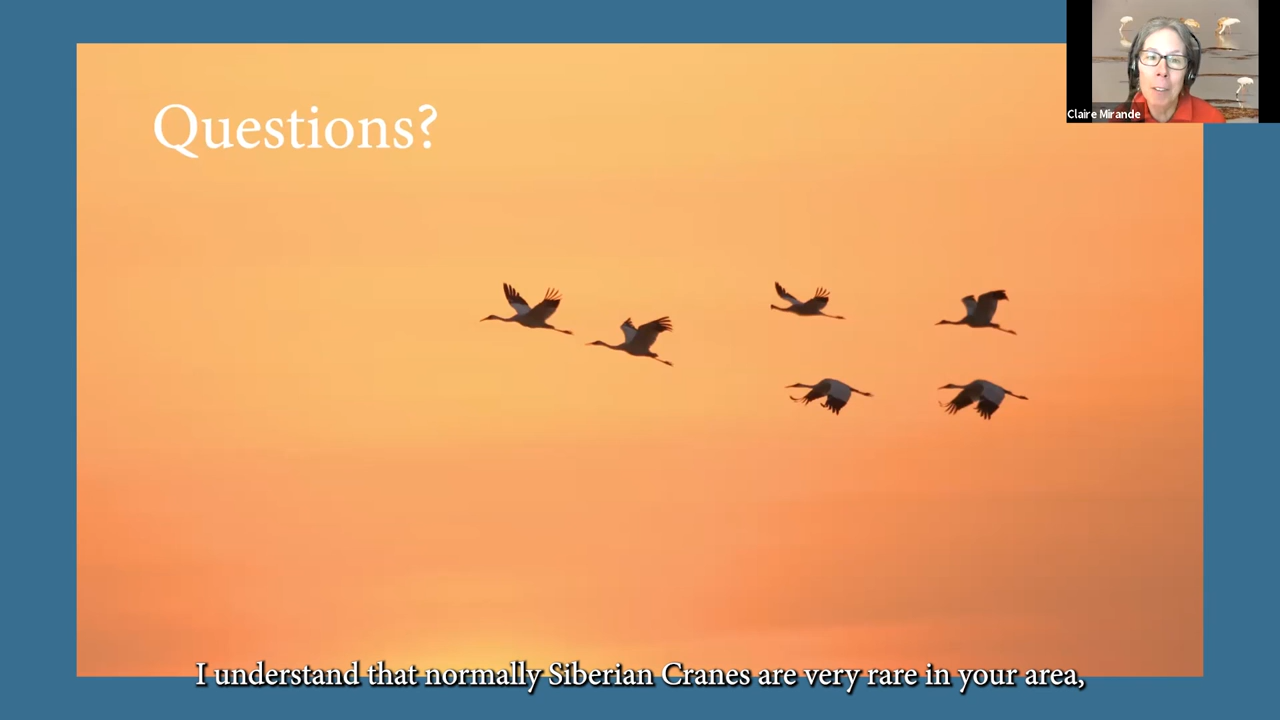 Questions?
Claire Mirande
I understand that normally Siberian Cranes are very rare in your area,